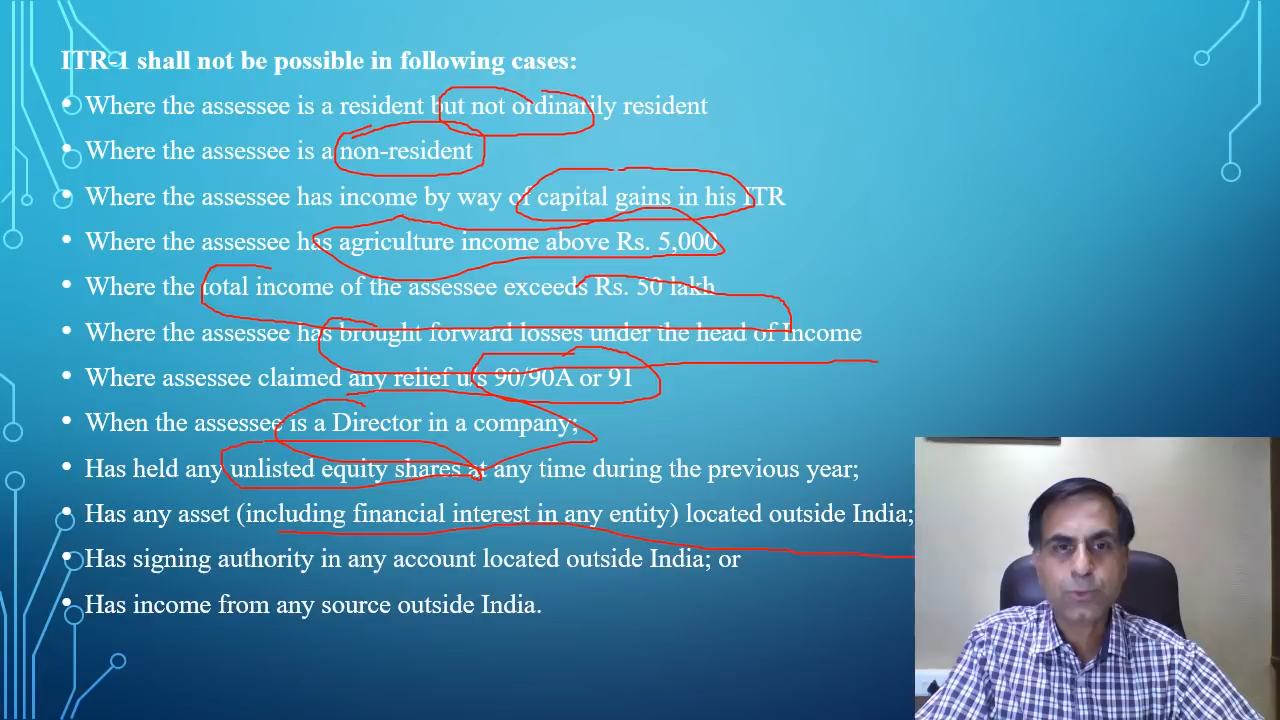 ITR-1 shall not be possible in following cases:
• Where the assessee is a resident but not ordinarily resident
• Where the assessee is a non-resident
• Where the assessee has income by way of capital gains in his ITR
• Where the assessee has agriculture income above Rs. 5,000
• Where the total income of the assessee exceeds Rs. 50 lakh
• Where the assessee has brought forward losses under the head of Income
• Where assessee claimed any relief u/s 90/90A or 91
• When the assessee is a Director in a company;
• Has held any unlisted equity shares at any time during the previous year;
• Has any asset (including financial interest in any entity) located outside India;
• Has signing authority in any account located outside India; or
• Has income from any source outside India.